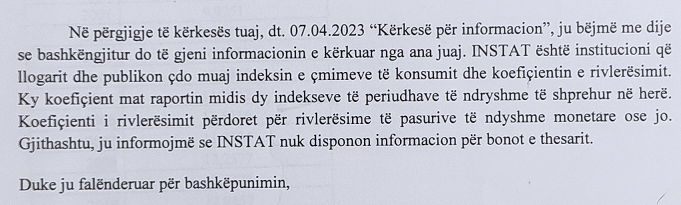 Në përgjigje të kërkesës tuaj, dt. 07.04.2023 “Kërkesë për informacion”, ju bëjmë me dije
se bashkëngjitur do të gjeni informacionin e kërkuar nga ana juaj. INSTAT është institucioni që
llogarit dhe publikon çdo muaj indeksin e çmimeve të konsumit dhe koefiçientin e rivlerësimit.
Ky koefiçient mat raportin midis dy indekseve të periudhave të ndryshme të shprehur në herë.
Koefiçienti i rivlerësimit përdoret për rivlerësime të pasurive të ndyshme monetare ose jo.
Gjithashtu, ju informojmë se INSTAT nuk disponon informacion për bonot e thesarit.
Duke ju falënderuar për bashkëpunimin,